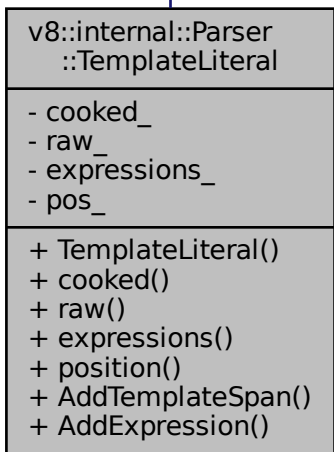 v8::internal::Parser
::TemplateLiteral
- cooked_
- raw_
- expressions_
- pos_
+ TemplateLiteral()
+ cooked()
+ raw()
+ expressions()
+ position()
+ AddTemplateSpan()
+ AddExpression()